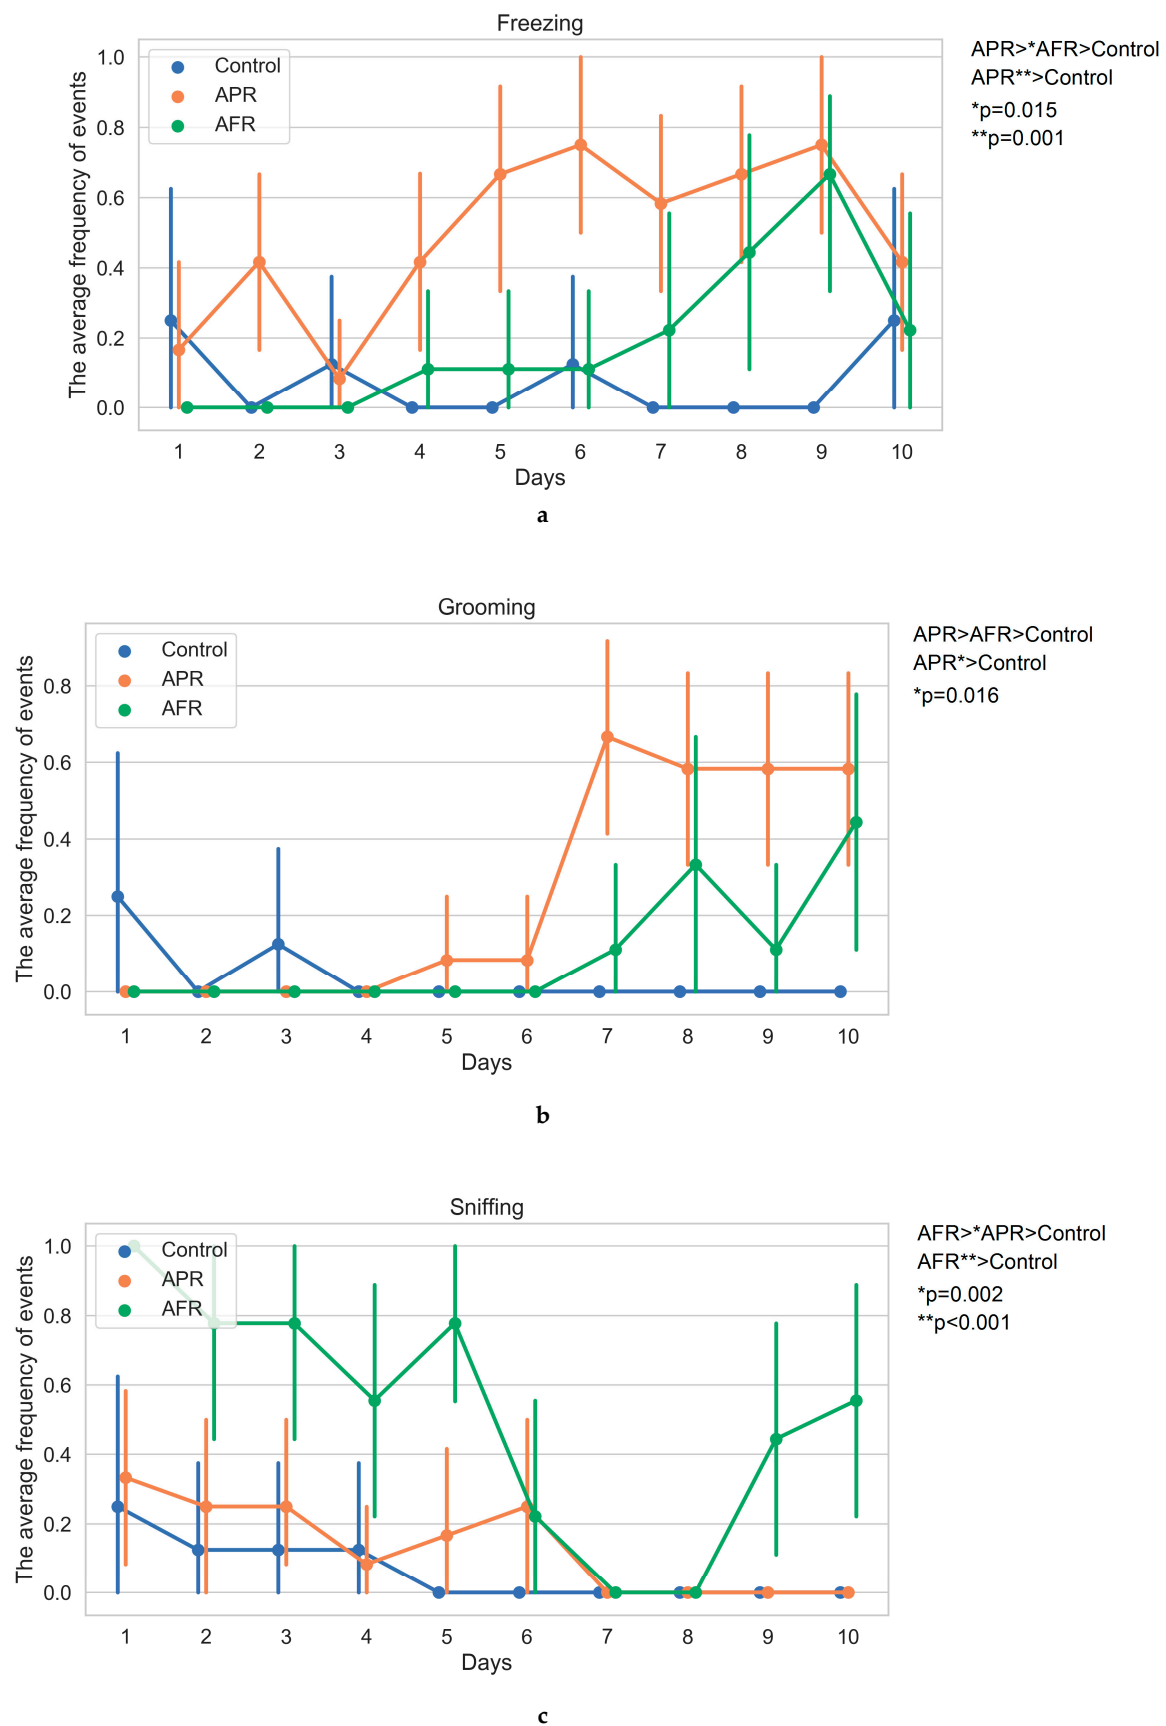 Freezing
1.0
0.8
0.6
0.4
0.2
0.0
The average frequency of events
Control
APR
AFR
1 2 3 4 5 6 7 8 9 10
Days
APR>*AFR>Control
APR**>Control
*p=0.015
**p=0.001
a
Grooming
0.8
0.6
0.4
0.2
0.0
The average frequency of events
Control
APR
AFR
1 2 3 4 5 6 7 8 9 10
Days
APR>AFR>Control
APR*>Control
*p=0.016
b
Sniffing
1.0
0.8
0.6
0.4
0.2
0.0
The average frequency of events
Control
APR
AFR
1 2 3 4 5 6 7 8 9 10
Days
AFR>*APR>Control
AFR**>Control
*p=0.002
**p<0.001
c